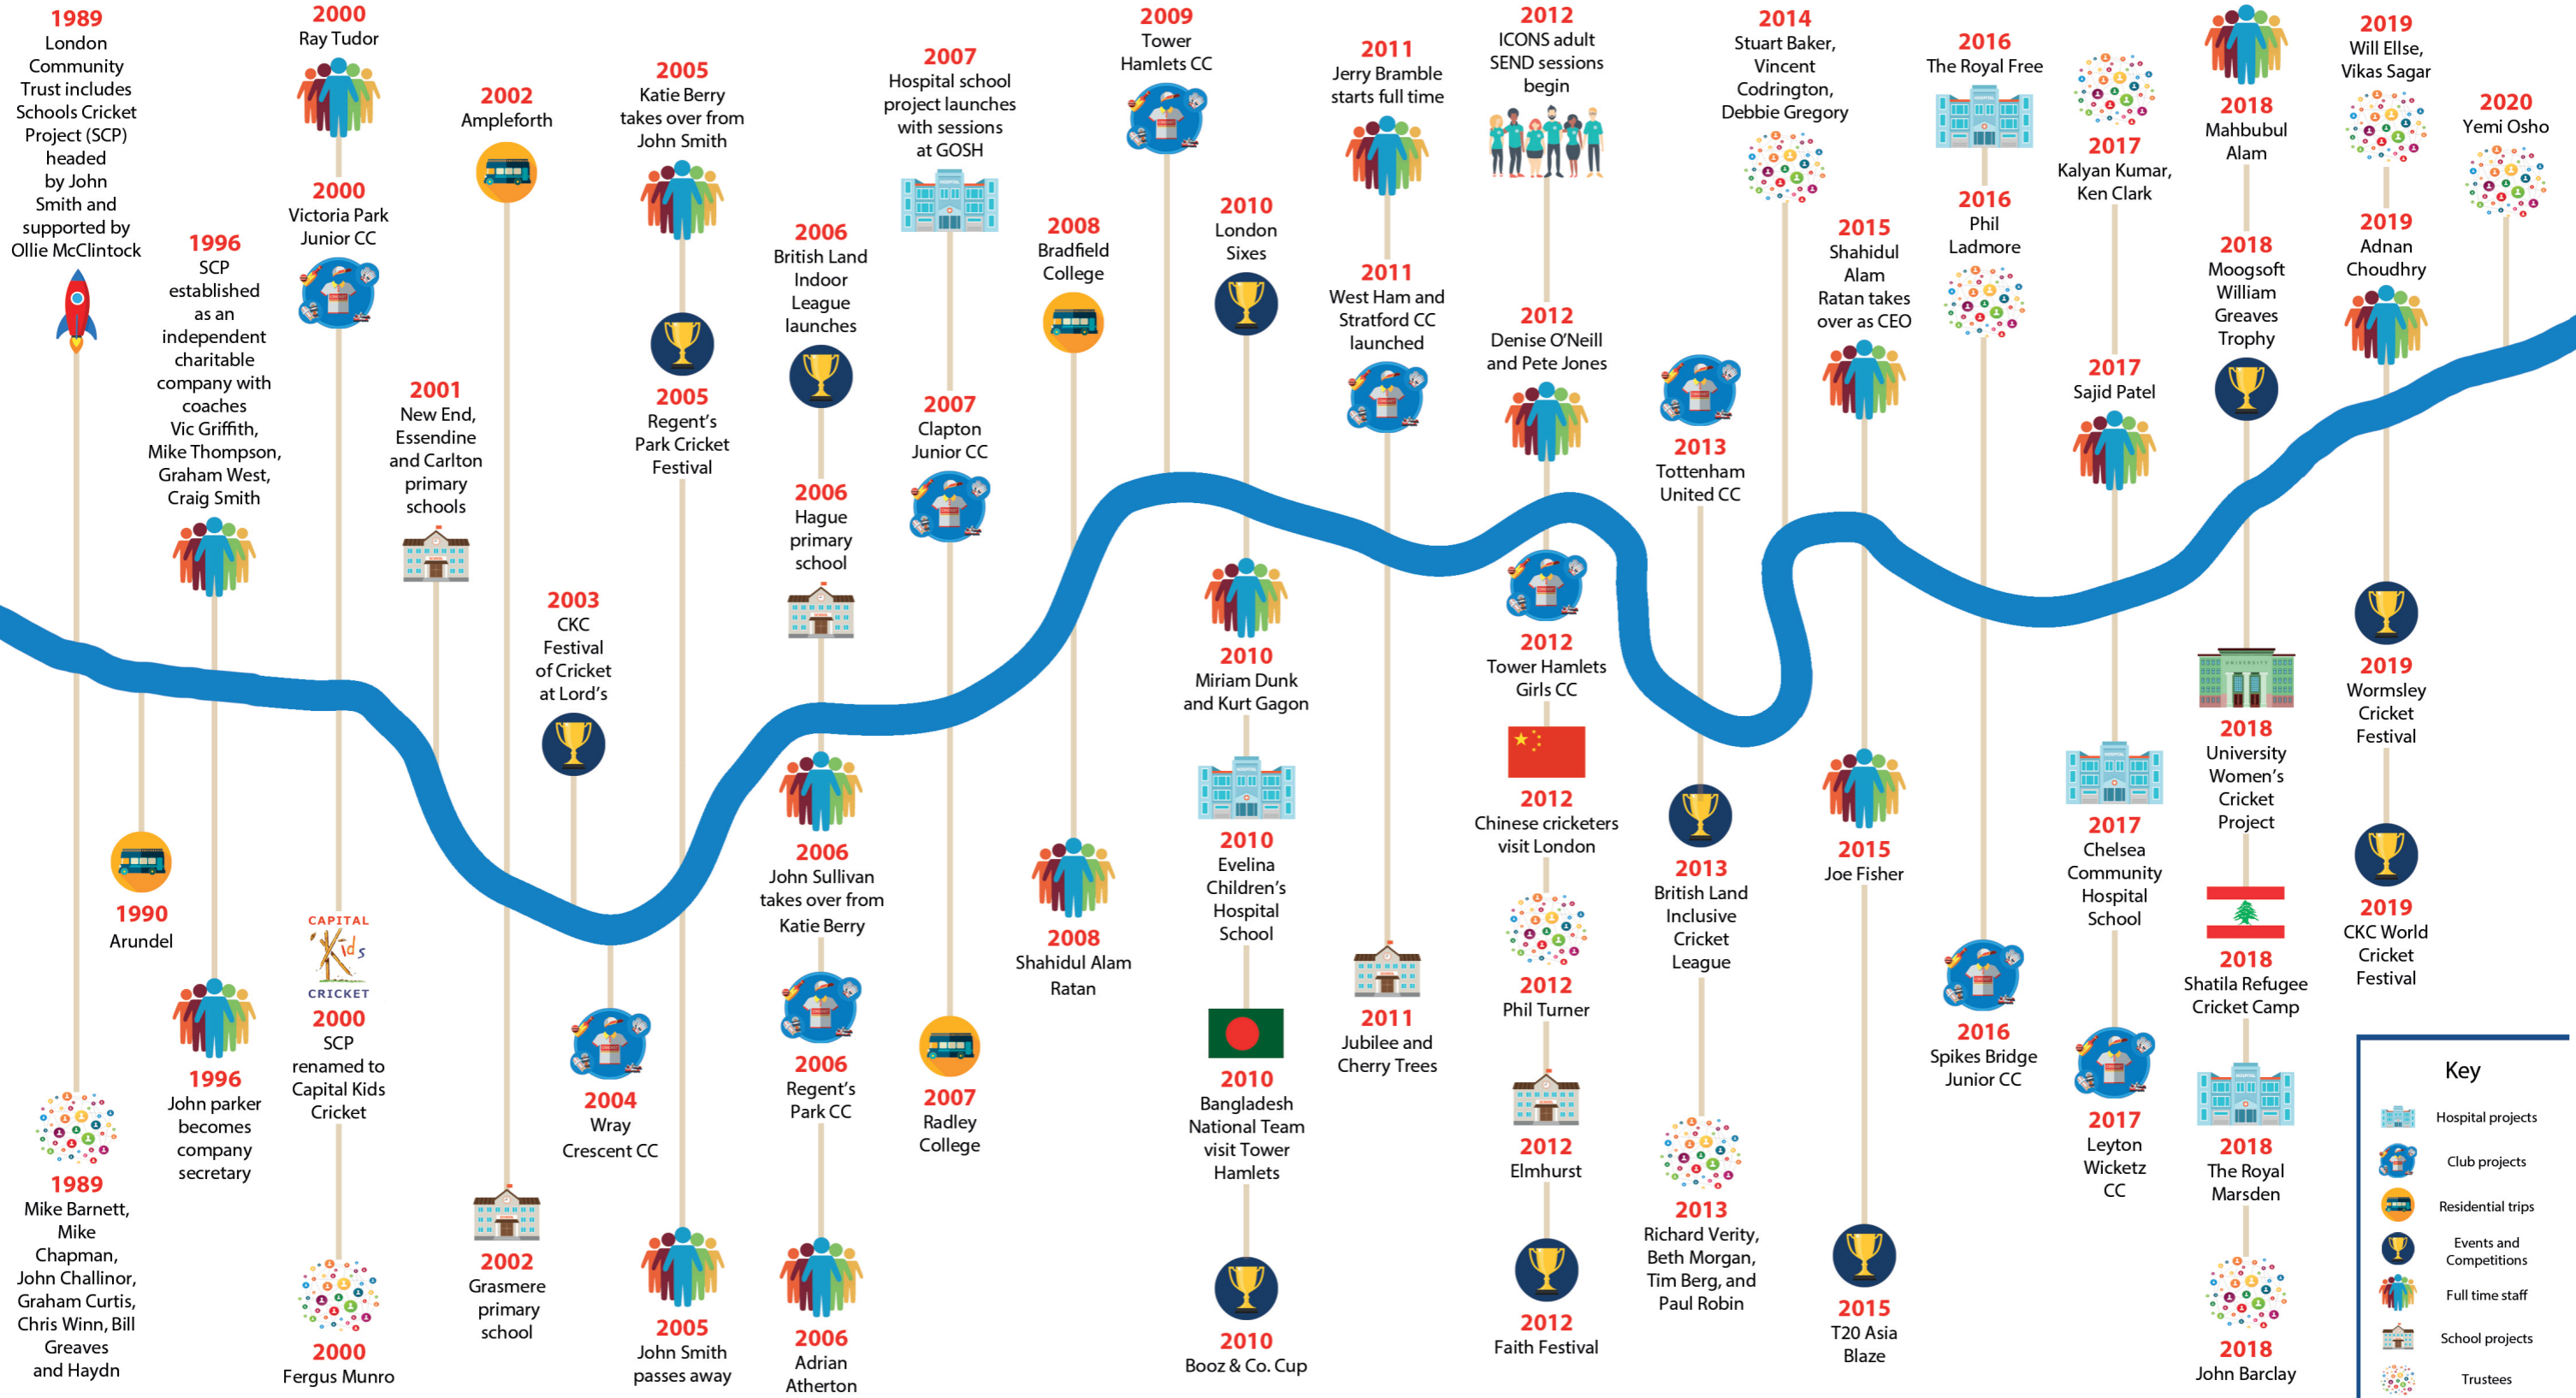 1989
London
Community
Trust includes
Schools Cricket
Project (SCP)
headed
by John
Smith and
supported by
Ollie McClintock
1989
Mike Barnett,
Mike
Chapman,
John Challinor,
Graham Curtis,
Chris Winn, Bill
Greaves
and Haydn
1990
Arundel
1996
SCP
established
as an
independent
charitable
company with
coaches
Vic Griffith,
Mike Thompson,
Graham West,
Craig Smith
1996
John parker
becomes
company
secretary
2000
Ray Tudor
2000
Victoria Park
Junior CC
CAPITAL
Kids
CRICKET
2000
SCP
renamed to
Capital Kids
Cricket
2000
Fergus Munro
2001
New End,
Essendine
and Carlton
primary
schools
2002
Ampleforth
2002
Grasmere
primary
school
2003
CKC
Festival
of Cricket
at Lord's
2004
Wray
Crescent CC
2005
Katie Berry
takes over from
John Smith
2005
Regent's
Park Cricket
Festival
2005
John Smith
passes away
2006
British Land
Indoor
League
launches
2006
Hague
primary
school
2006
John Sullivan
takes over from
Katie Berry
2006
Regent's
Park CC
2006
Adrian
Atherton
2007
Hospital school
project launches
with sessions
at GOSH
2007
Clapton
Junior CC
2007
Radley
College
2008
Bradfield
College
2008
Shahidul Alam
Ratan
2009
Tower
Hamlets CC
2010
London
Sixes
2010
Miriam Dunk
and Kurt Gagon
2010
Evelina
Children's
Hospital
School
2010
Bangladesh
National Team
visit Tower
Hamlets
2010
Booz & Co. Cup
2011
Jerry Bramble
starts full time
2011
West Ham and
Stratford CC
launched
2011
Jubilee and
Cherry Trees
2012
ICONS adult
SEND sessions
begin
2012
Denise O'Neill
and Pete Jones
2012
Tower Hamlets
Girls CC
2012
Chinese cricketers
visit London
2012
Phil Turner
2012
Elmhurst
2012
Faith Festival
2013
Tottenham
United CC
2013
British Land
Inclusive
Cricket
League
2013
Richard Verity,
Beth Morgan,
Tim Berg, and
Paul Robin
2014
Stuart Baker,
Vincent
Codrington,
Debbie Gregory
2015
Shahidul
Alam
Ratan takes
over as CEO
2015
Joe Fisher
2015
T20 Asia
Blaze
2016
The Royal Free
2016
Phil
Ladmore
2016
Spikes Bridge
Junior CC
2017
Kalyan Kumar,
Ken Clark
2017
Sajid Patel
2017
Chelsea
Community
Hospital
School
2017
Leyton
Wicketz
CC
2018
Mahbubul
Alam
2018
Moogsoft
William
Greaves
Trophy
UNIVERSITY
2018
University
Women's
Cricket
Project
2018
Shatila Refugee
Cricket Camp
2018
The Royal
Marsden
2018
John Barclay
2019
Will Ellse,
Vikas Sagar
2019
Adnan
Choudhry
2019
Wormsley
Cricket
Festival
2019
CKC World
Cricket
Festival
2020
Yemi Osho
Key
Hospital projects
Club projects
Residential trips
Events and
Competitions
Full time staff
School projects
Trustees